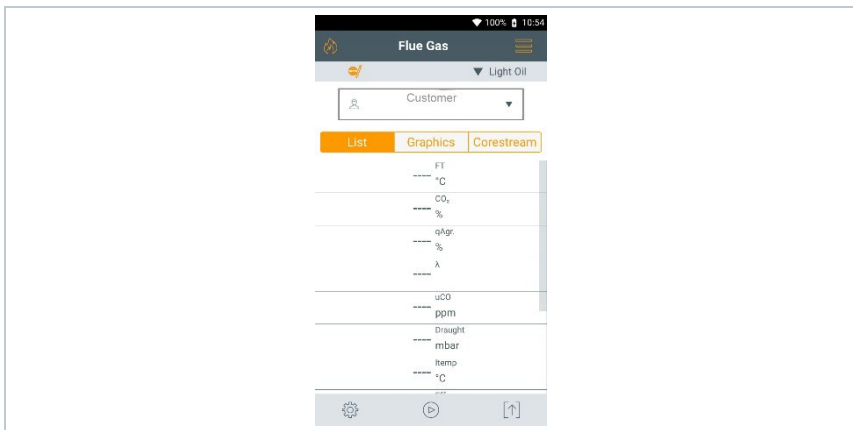 100% 10:54
Flue Gas
Light Oil
Customer
List Graphics Corestream
FT
---- °C
CO₂
---- %
qAgr.
---- %
λ
----
uCO
---- ppm
Draught
---- mbar
Itemp
---- °C